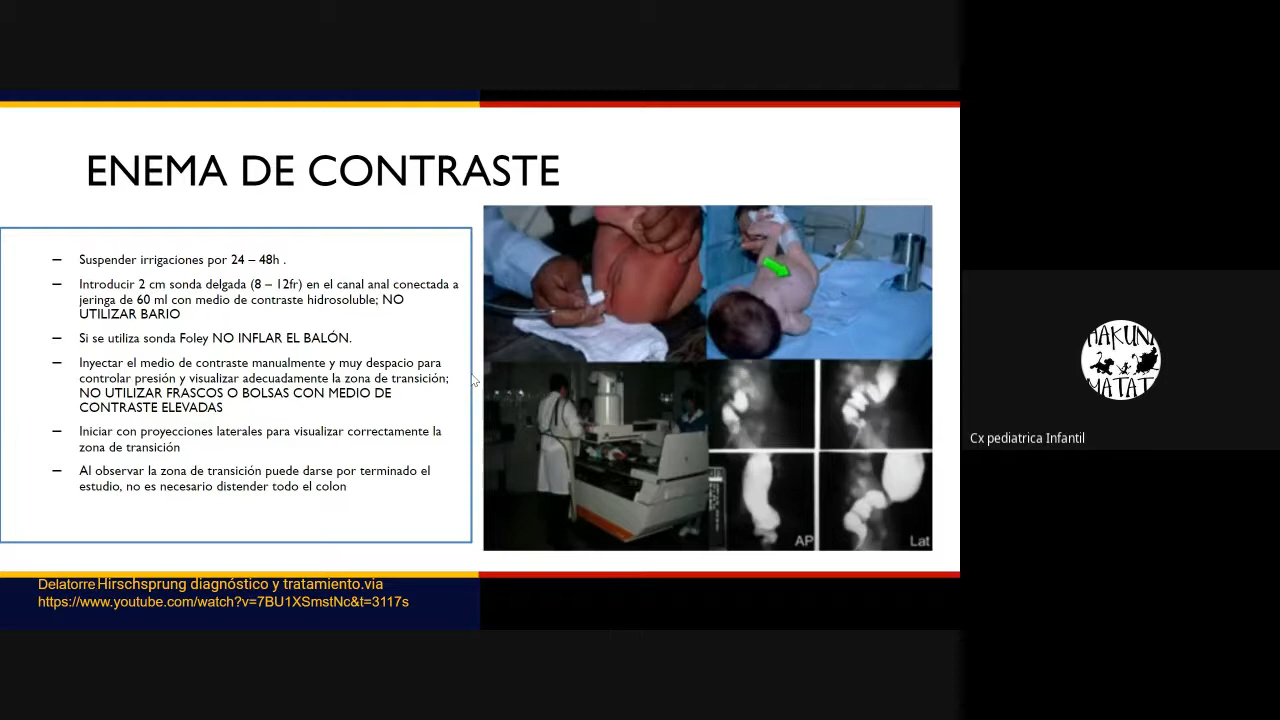 ENEMA DE CONTRASTE
– Suspender irrigaciones por 24 – 48h .
– Introducir 2 cm sonda delgada (8 – 12fr) en el canal anal conectada a
jeringa de 60 ml con medio de contraste hidrosoluble; NO
UTILIZAR BARIO
– Si se utiliza sonda Foley NO INFLAR EL BALÓN.
– Inyectar el medio de contraste manualmente y muy despacio para
controlar presión y visualizar adecuadamente la zona de transición;
NO UTILIZAR FRASCOS O BOLSAS CON MEDIO DE
CONTRASTE ELEVADAS
– Iniciar con proyecciones laterales para visualizar correctamente la
zona de transición
– Al observar la zona de transición puede darse por terminado el
estudio, no es necesario distender todo el colon
AP
Lat
Delatorre Hirschsprung diagnóstico y tratamiento.via
https://www.youtube.com/watch?v=7BU1XSmstNc&t=3117s
HAKUNA
MATATA
Cx pediatrica Infantil